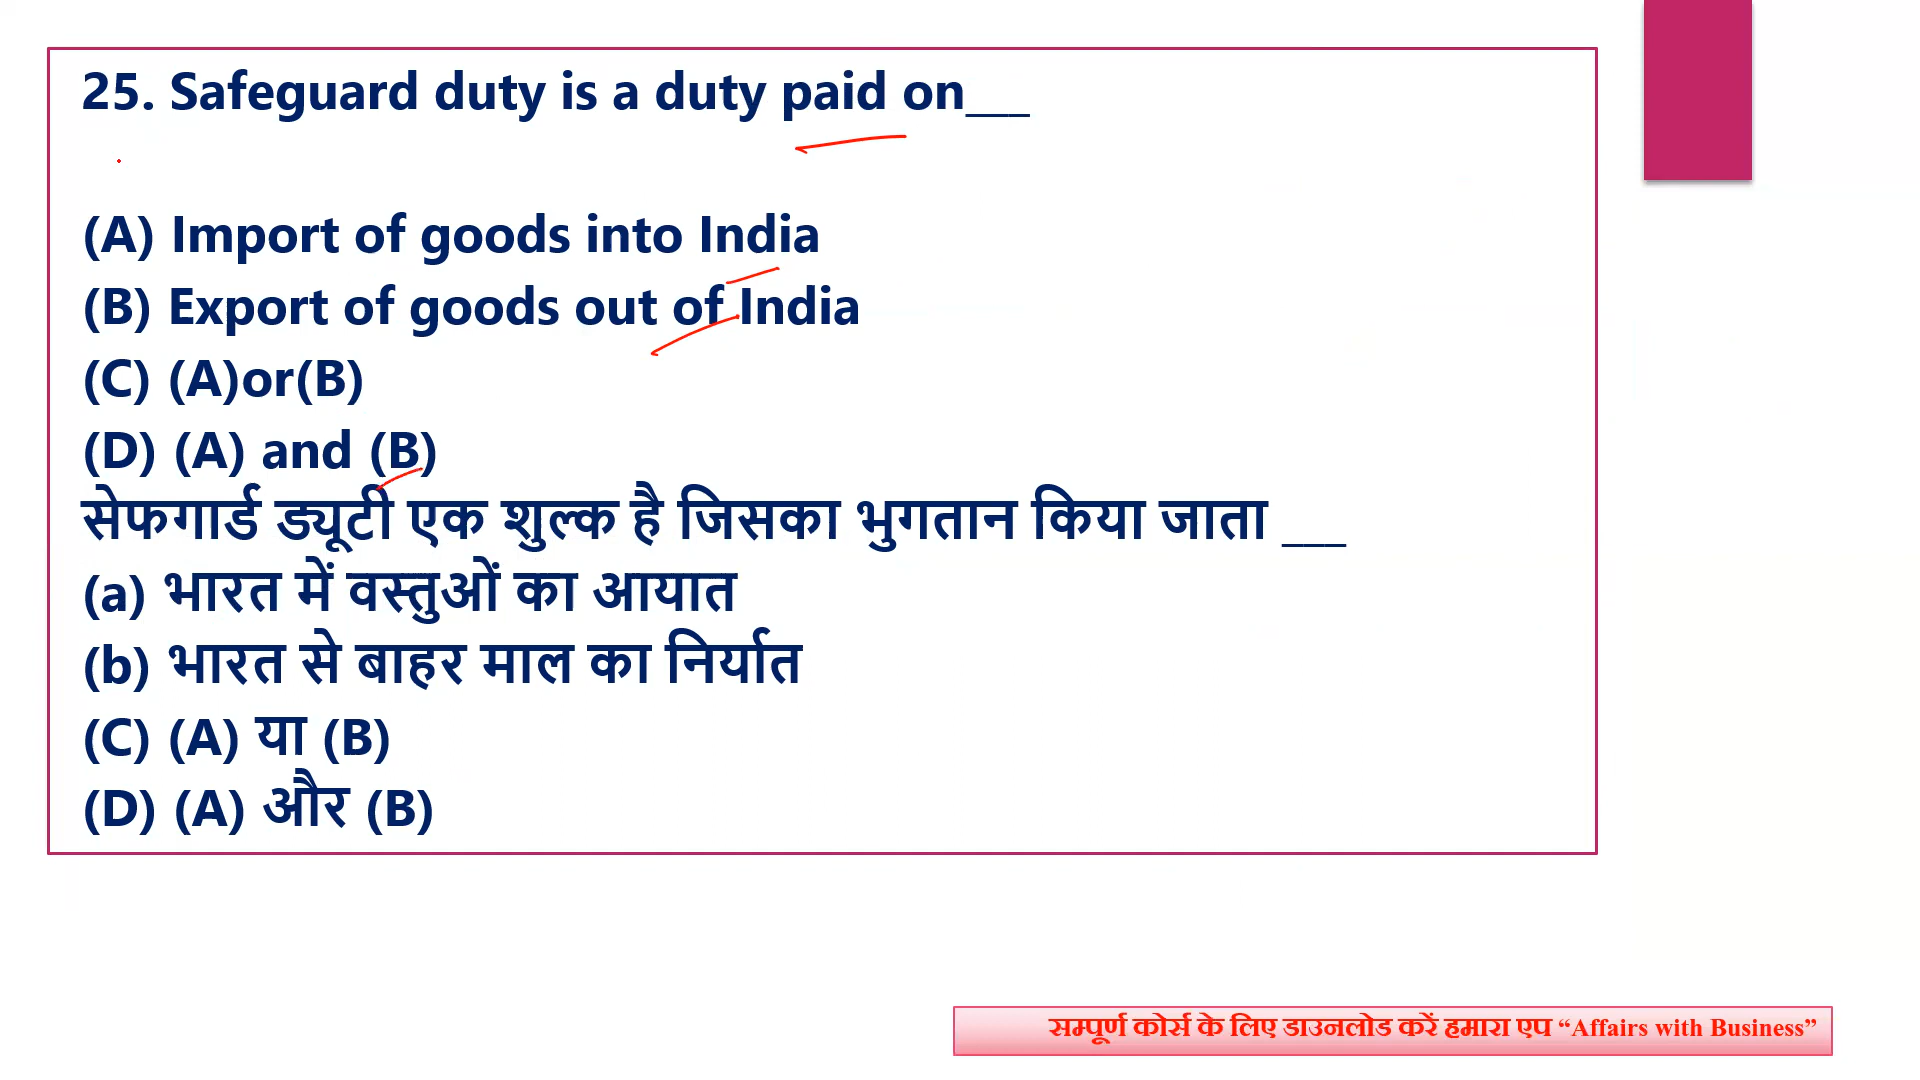 25. Safeguard duty is a duty paid on___
(A) Import of goods into India
(B) Export of goods out of India
(C) (A)or(B)
(D) (A) and (B)
सेफगार्ड ड्यूटी एक शुल्क है जिसका भुगतान किया जाता ___
(a) भारत में वस्तुओं का आयात
(b) भारत से बाहर माल का निर्यात
(C) (A) या (B)
(D) (A) और (B)
सम्पूर्ण कोर्स के लिए डाउनलोड करें हमारा एप “Affairs with Business”